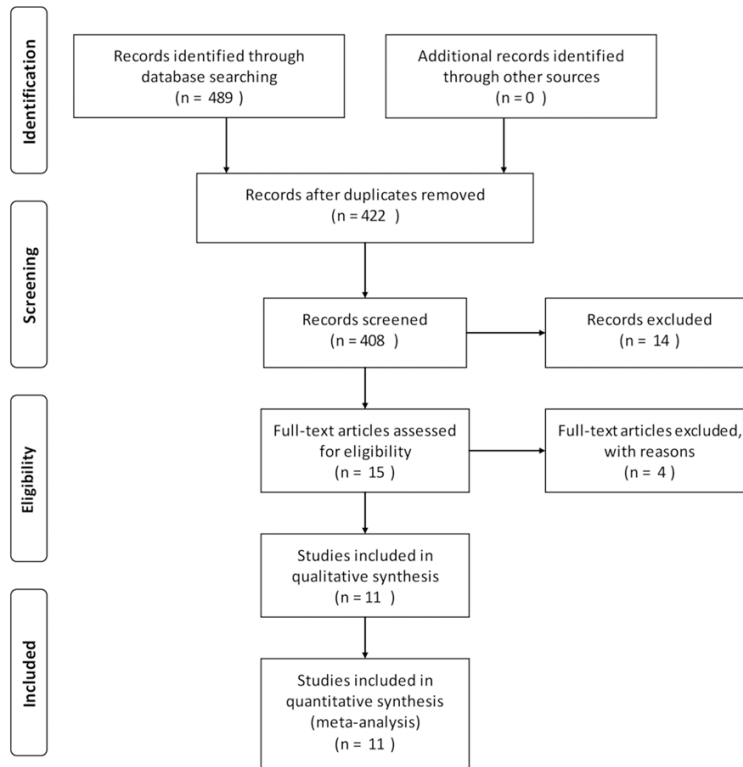 Identification
Records identified through
database searching
(n = 489 )
Additional records identified
through other sources
(n = 0 )
Records after duplicates removed
(n = 422 )
Screening
Records screened
(n = 408 )
Records excluded
(n = 14 )
Eligibility
Full-text articles assessed
for eligibility
(n = 15 )
Full-text articles excluded,
with reasons
(n = 4 )
Studies included in
qualitative synthesis
(n = 11 )
Included
Studies included in
quantitative synthesis
(meta-analysis)
(n = 11 )